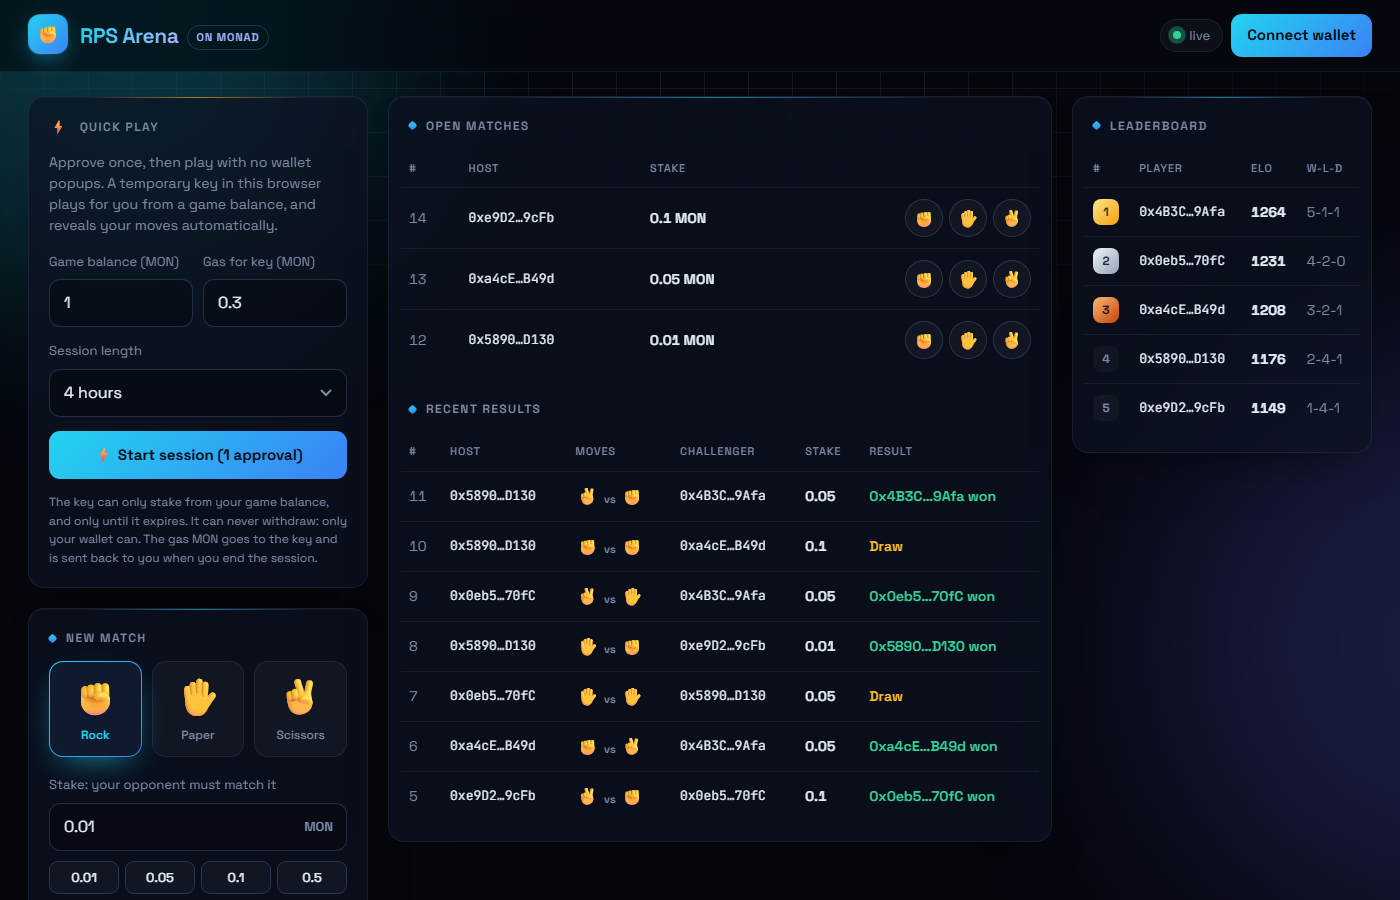 RPS Arena ON MONAD
live
Connect wallet
QUICK PLAY
Approve once, then play with no wallet
popups. A temporary key in this browser
plays for you from a game balance, and
reveals your moves automatically.
Game balance (MON) Gas for key (MON)
1 0.3
Session length
4 hours
Start session (1 approval)
The key can only stake from your game balance,
and only until it expires. It can never withdraw: only
your wallet can. The gas MON goes to the key and
is sent back to you when you end the session.
NEW MATCH
Rock Paper Scissors
Stake: your opponent must match it
0.01 MON
0.01 0.05 0.1 0.5
OPEN MATCHES
# HOST STAKE
14 0xe9D2…9cFb 0.1 MON
13 0xa4cE…B49d 0.05 MON
12 0x5890…D130 0.01 MON
RECENT RESULTS
# HOST MOVES CHALLENGER STAKE RESULT
11 0x5890…D130 vs 0x4B3C…9Afa 0.05 0x4B3C…9Afa won
10 0x5890…D130 vs 0xa4cE…B49d 0.1 Draw
9 0x0eb5…70fC vs 0x4B3C…9Afa 0.05 0x0eb5…70fC won
8 0x5890…D130 vs 0xe9D2…9cFb 0.01 0x5890…D130 won
7 0x0eb5…70fC vs 0x5890…D130 0.05 Draw
6 0xa4cE…B49d vs 0x4B3C…9Afa 0.05 0xa4cE…B49d won
5 0xe9D2…9cFb vs 0x0eb5…70fC 0.1 0x0eb5…70fC won
LEADERBOARD
# PLAYER ELO W-L-D
1 0x4B3C…9Afa 1264 5-1-1
2 0x0eb5…70fC 1231 4-2-0
3 0xa4cE…B49d 1208 3-2-1
4 0x5890…D130 1176 2-4-1
5 0xe9D2…9cFb 1149 1-4-1